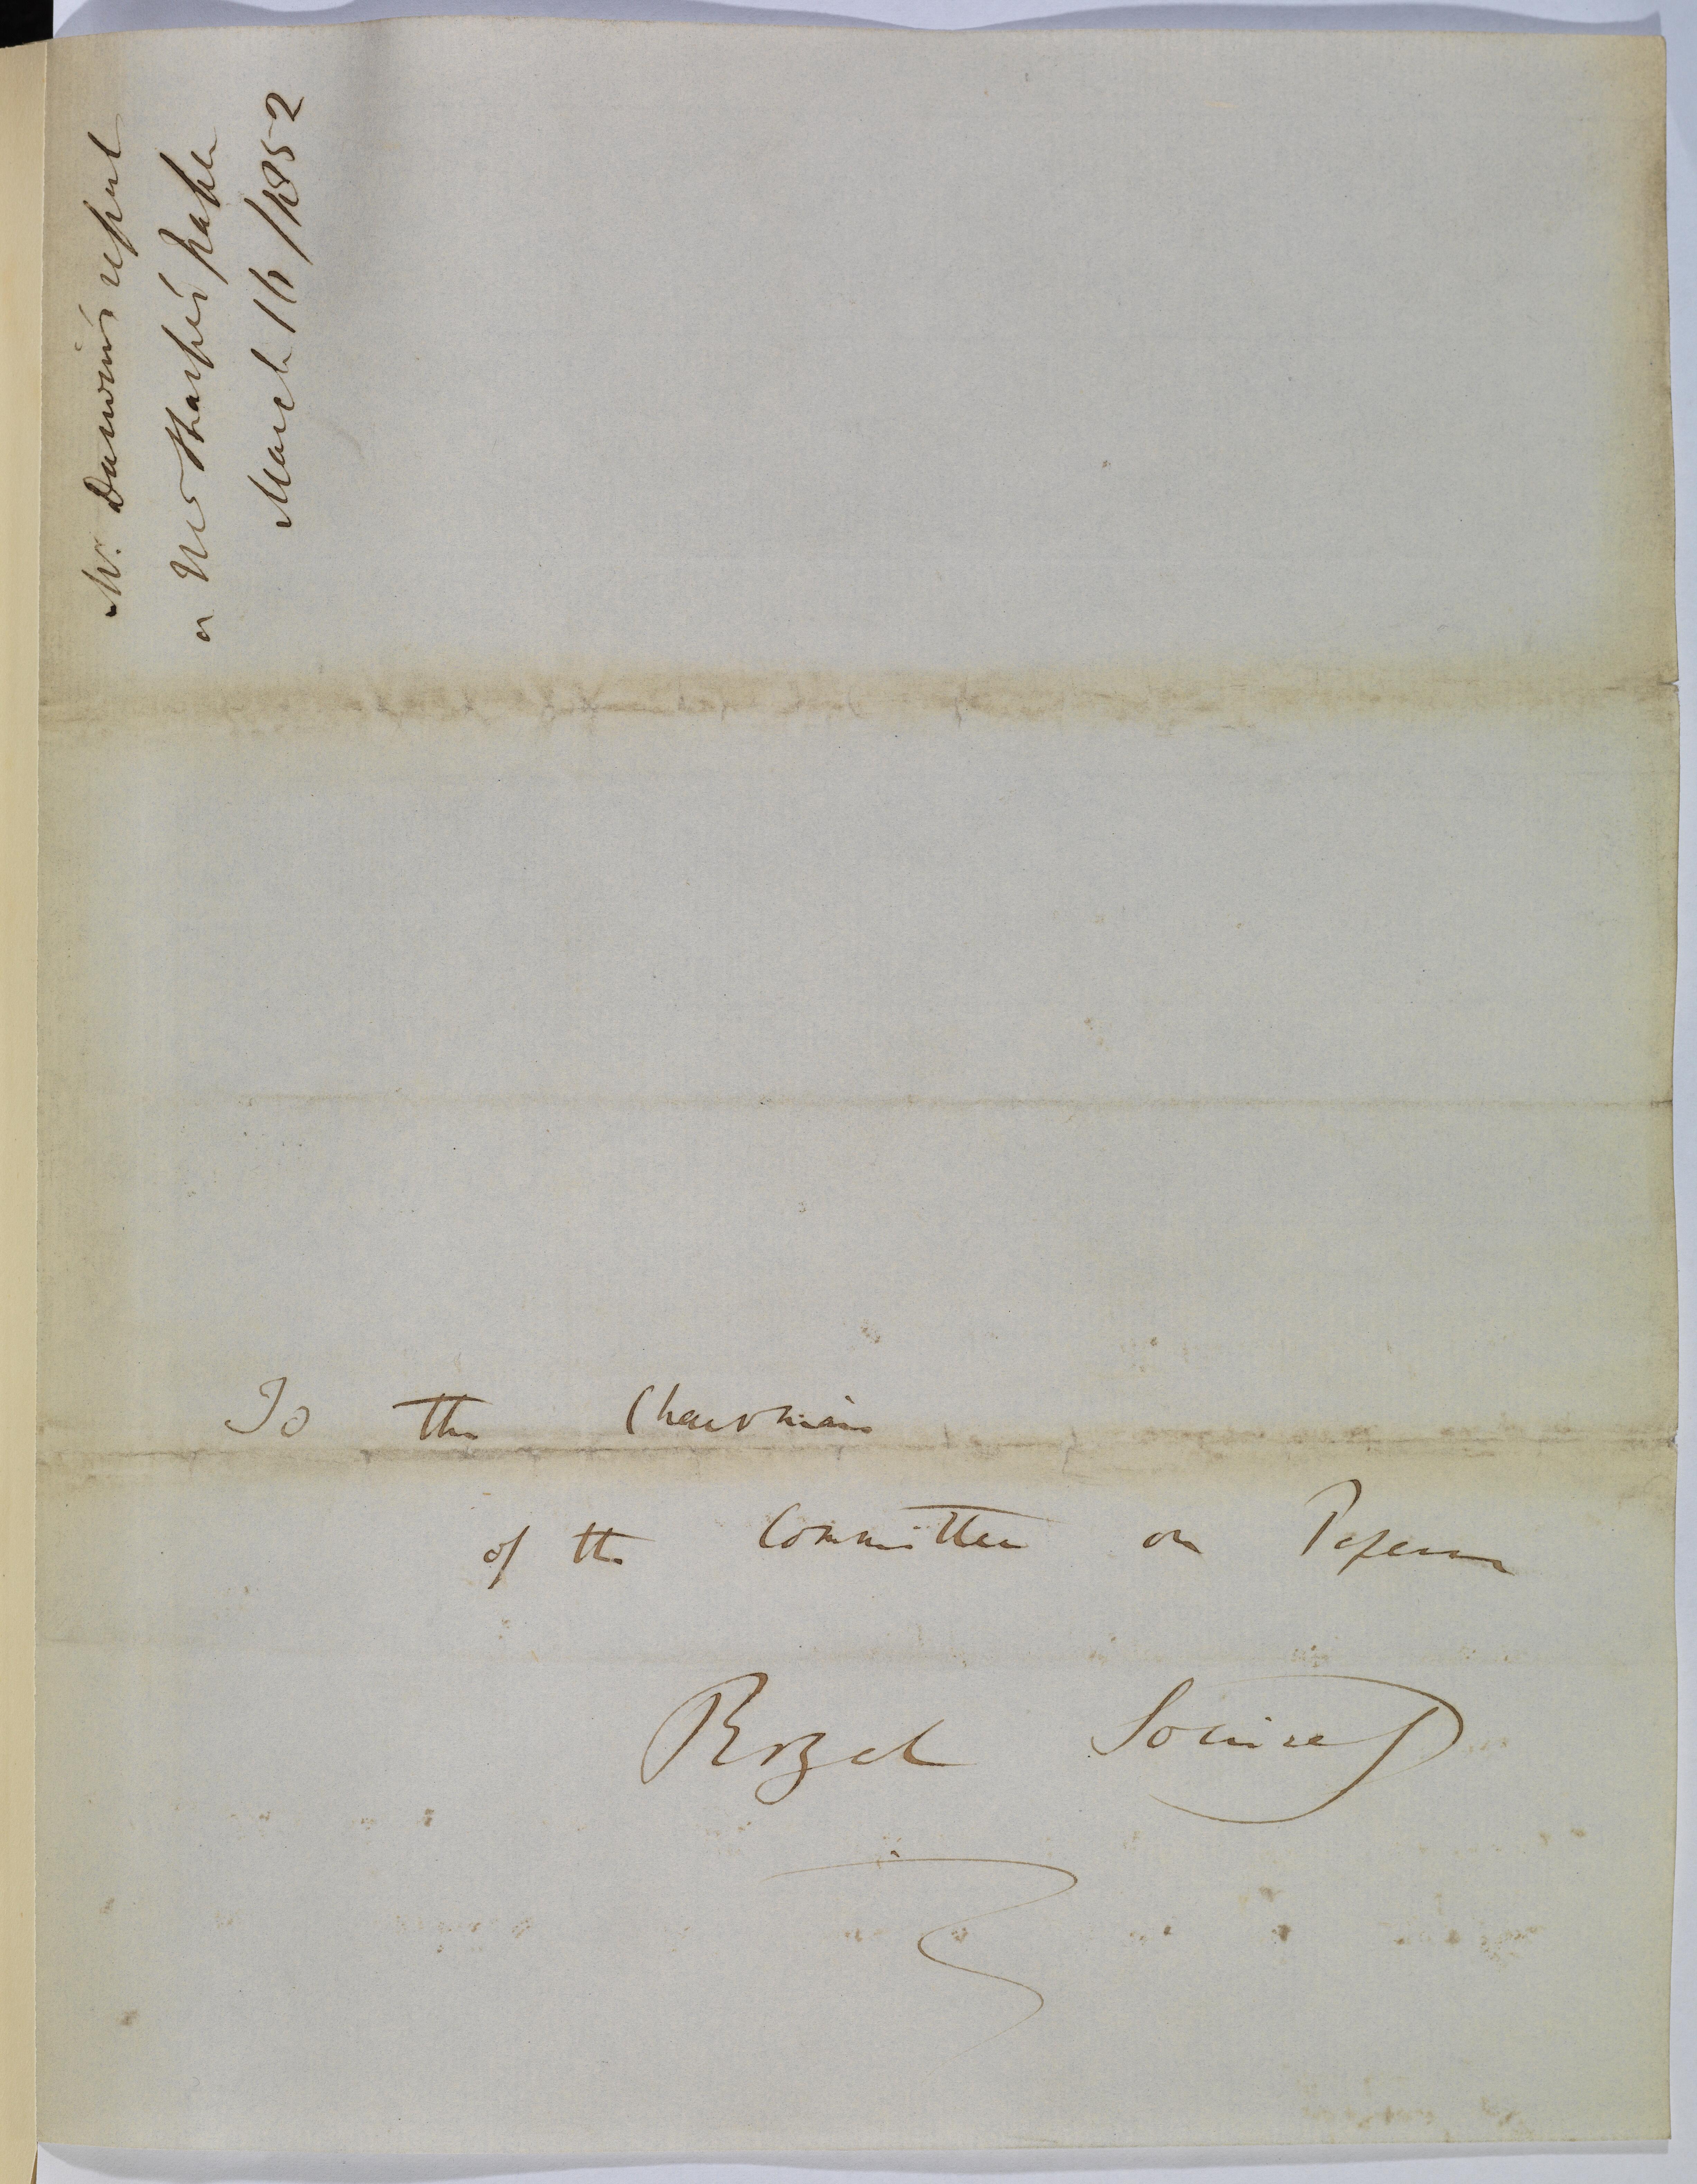 Mr. Darwin's report
on Mr Sharpe's paper
March 16/1852
To the Chairman
of the Committee on Papers
Royal Society